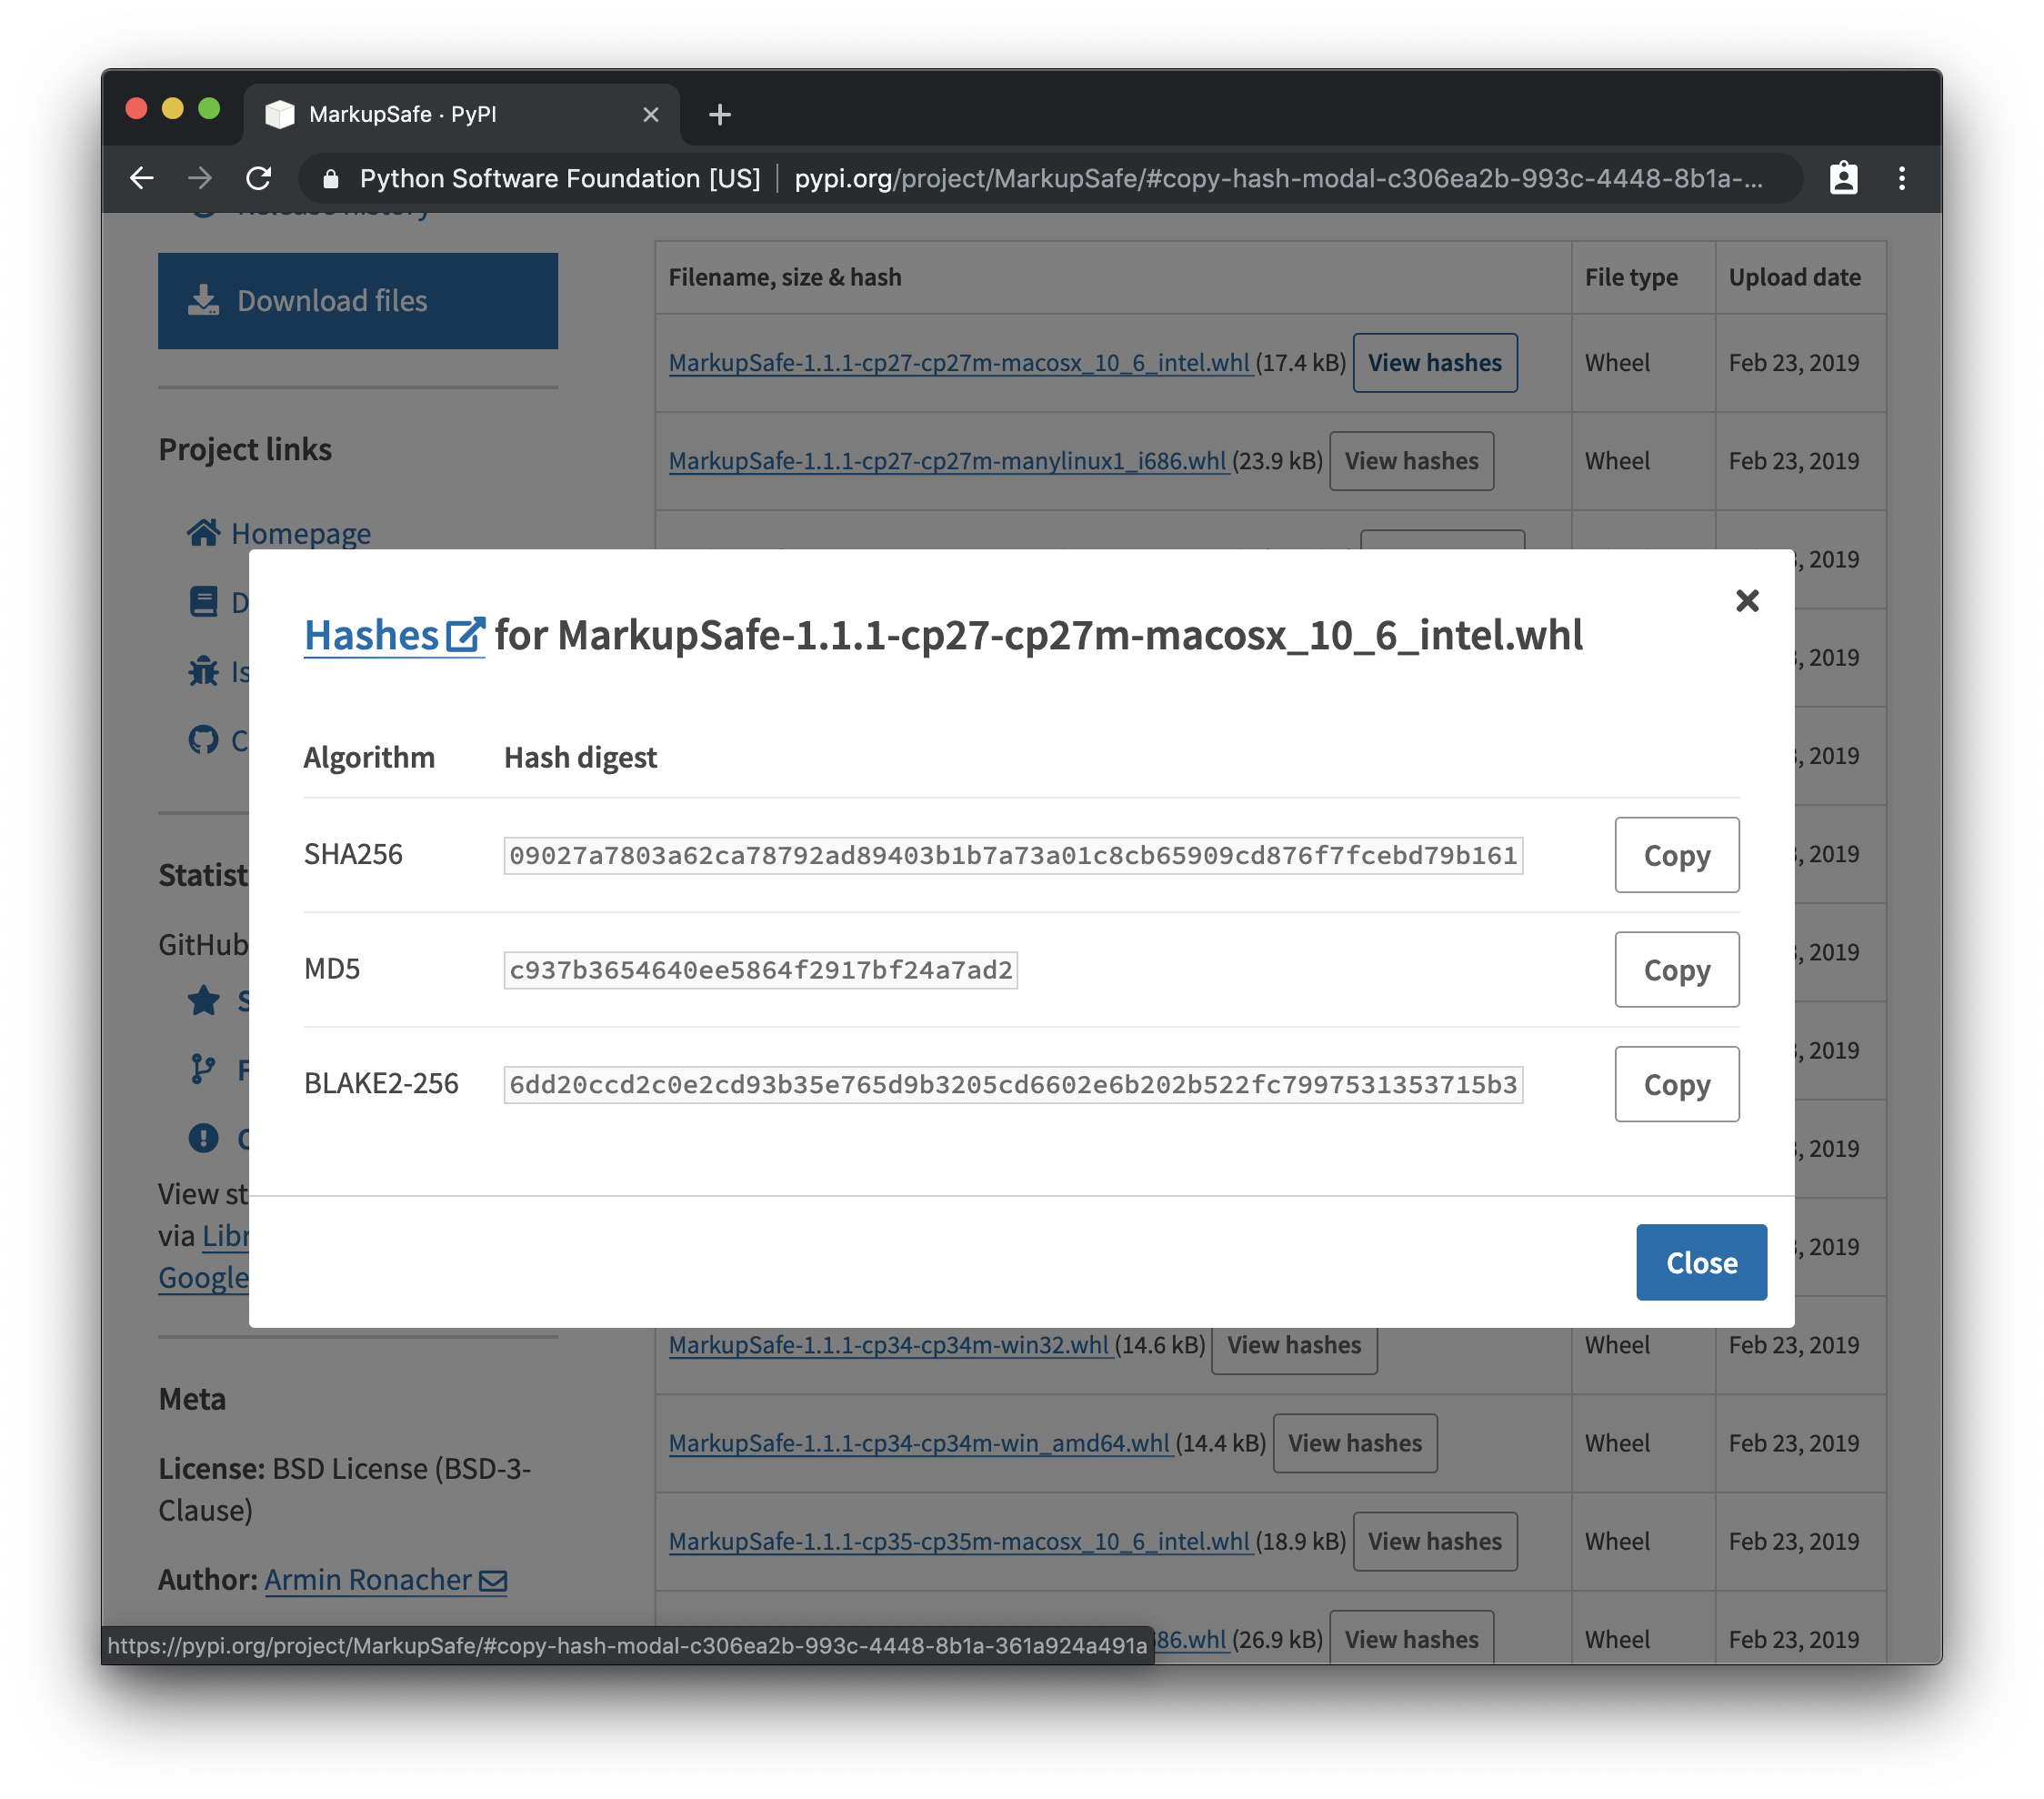 MarkupSafe · PyPI
Python Software Foundation [US] | pypi.org/project/MarkupSafe/#copy-hash-modal-c306ea2b-993c-4448-8b1a-...
Release history
Download files
Project links
Homepage
Statist
GitHub
View st
via Libr
Google
Meta
License: BSD License (BSD-3-
Clause)
Author: Armin Ronacher
Filename, size & hash File type Upload date
MarkupSafe-1.1.1-cp27-cp27m-macosx_10_6_intel.whl (17.4 kB) View hashes Wheel Feb 23, 2019
MarkupSafe-1.1.1-cp27-cp27m-manylinux1_i686.whl (23.9 kB) View hashes Wheel Feb 23, 2019
, 2019
, 2019
, 2019
, 2019
, 2019
, 2019
, 2019
, 2019
Hashes for MarkupSafe-1.1.1-cp27-cp27m-macosx_10_6_intel.whl
Algorithm Hash digest
SHA256 09027a7803a62ca78792ad89403b1b7a73a01c8cb65909cd876f7fcebd79b161 Copy
MD5 c937b3654640ee5864f2917bf24a7ad2 Copy
BLAKE2-256 6dd20ccd2c0e2cd93b35e765d9b3205cd6602e6b202b522fc7997531353715b3 Copy
Close
MarkupSafe-1.1.1-cp34-cp34m-win32.whl (14.6 kB) View hashes Wheel Feb 23, 2019
MarkupSafe-1.1.1-cp34-cp34m-win_amd64.whl (14.4 kB) View hashes Wheel Feb 23, 2019
MarkupSafe-1.1.1-cp35-cp35m-macosx_10_6_intel.whl (18.9 kB) View hashes Wheel Feb 23, 2019
86.whl (26.9 kB) View hashes Wheel Feb 23, 2019
https://pypi.org/project/MarkupSafe/#copy-hash-modal-c306ea2b-993c-4448-8b1a-361a924a491a